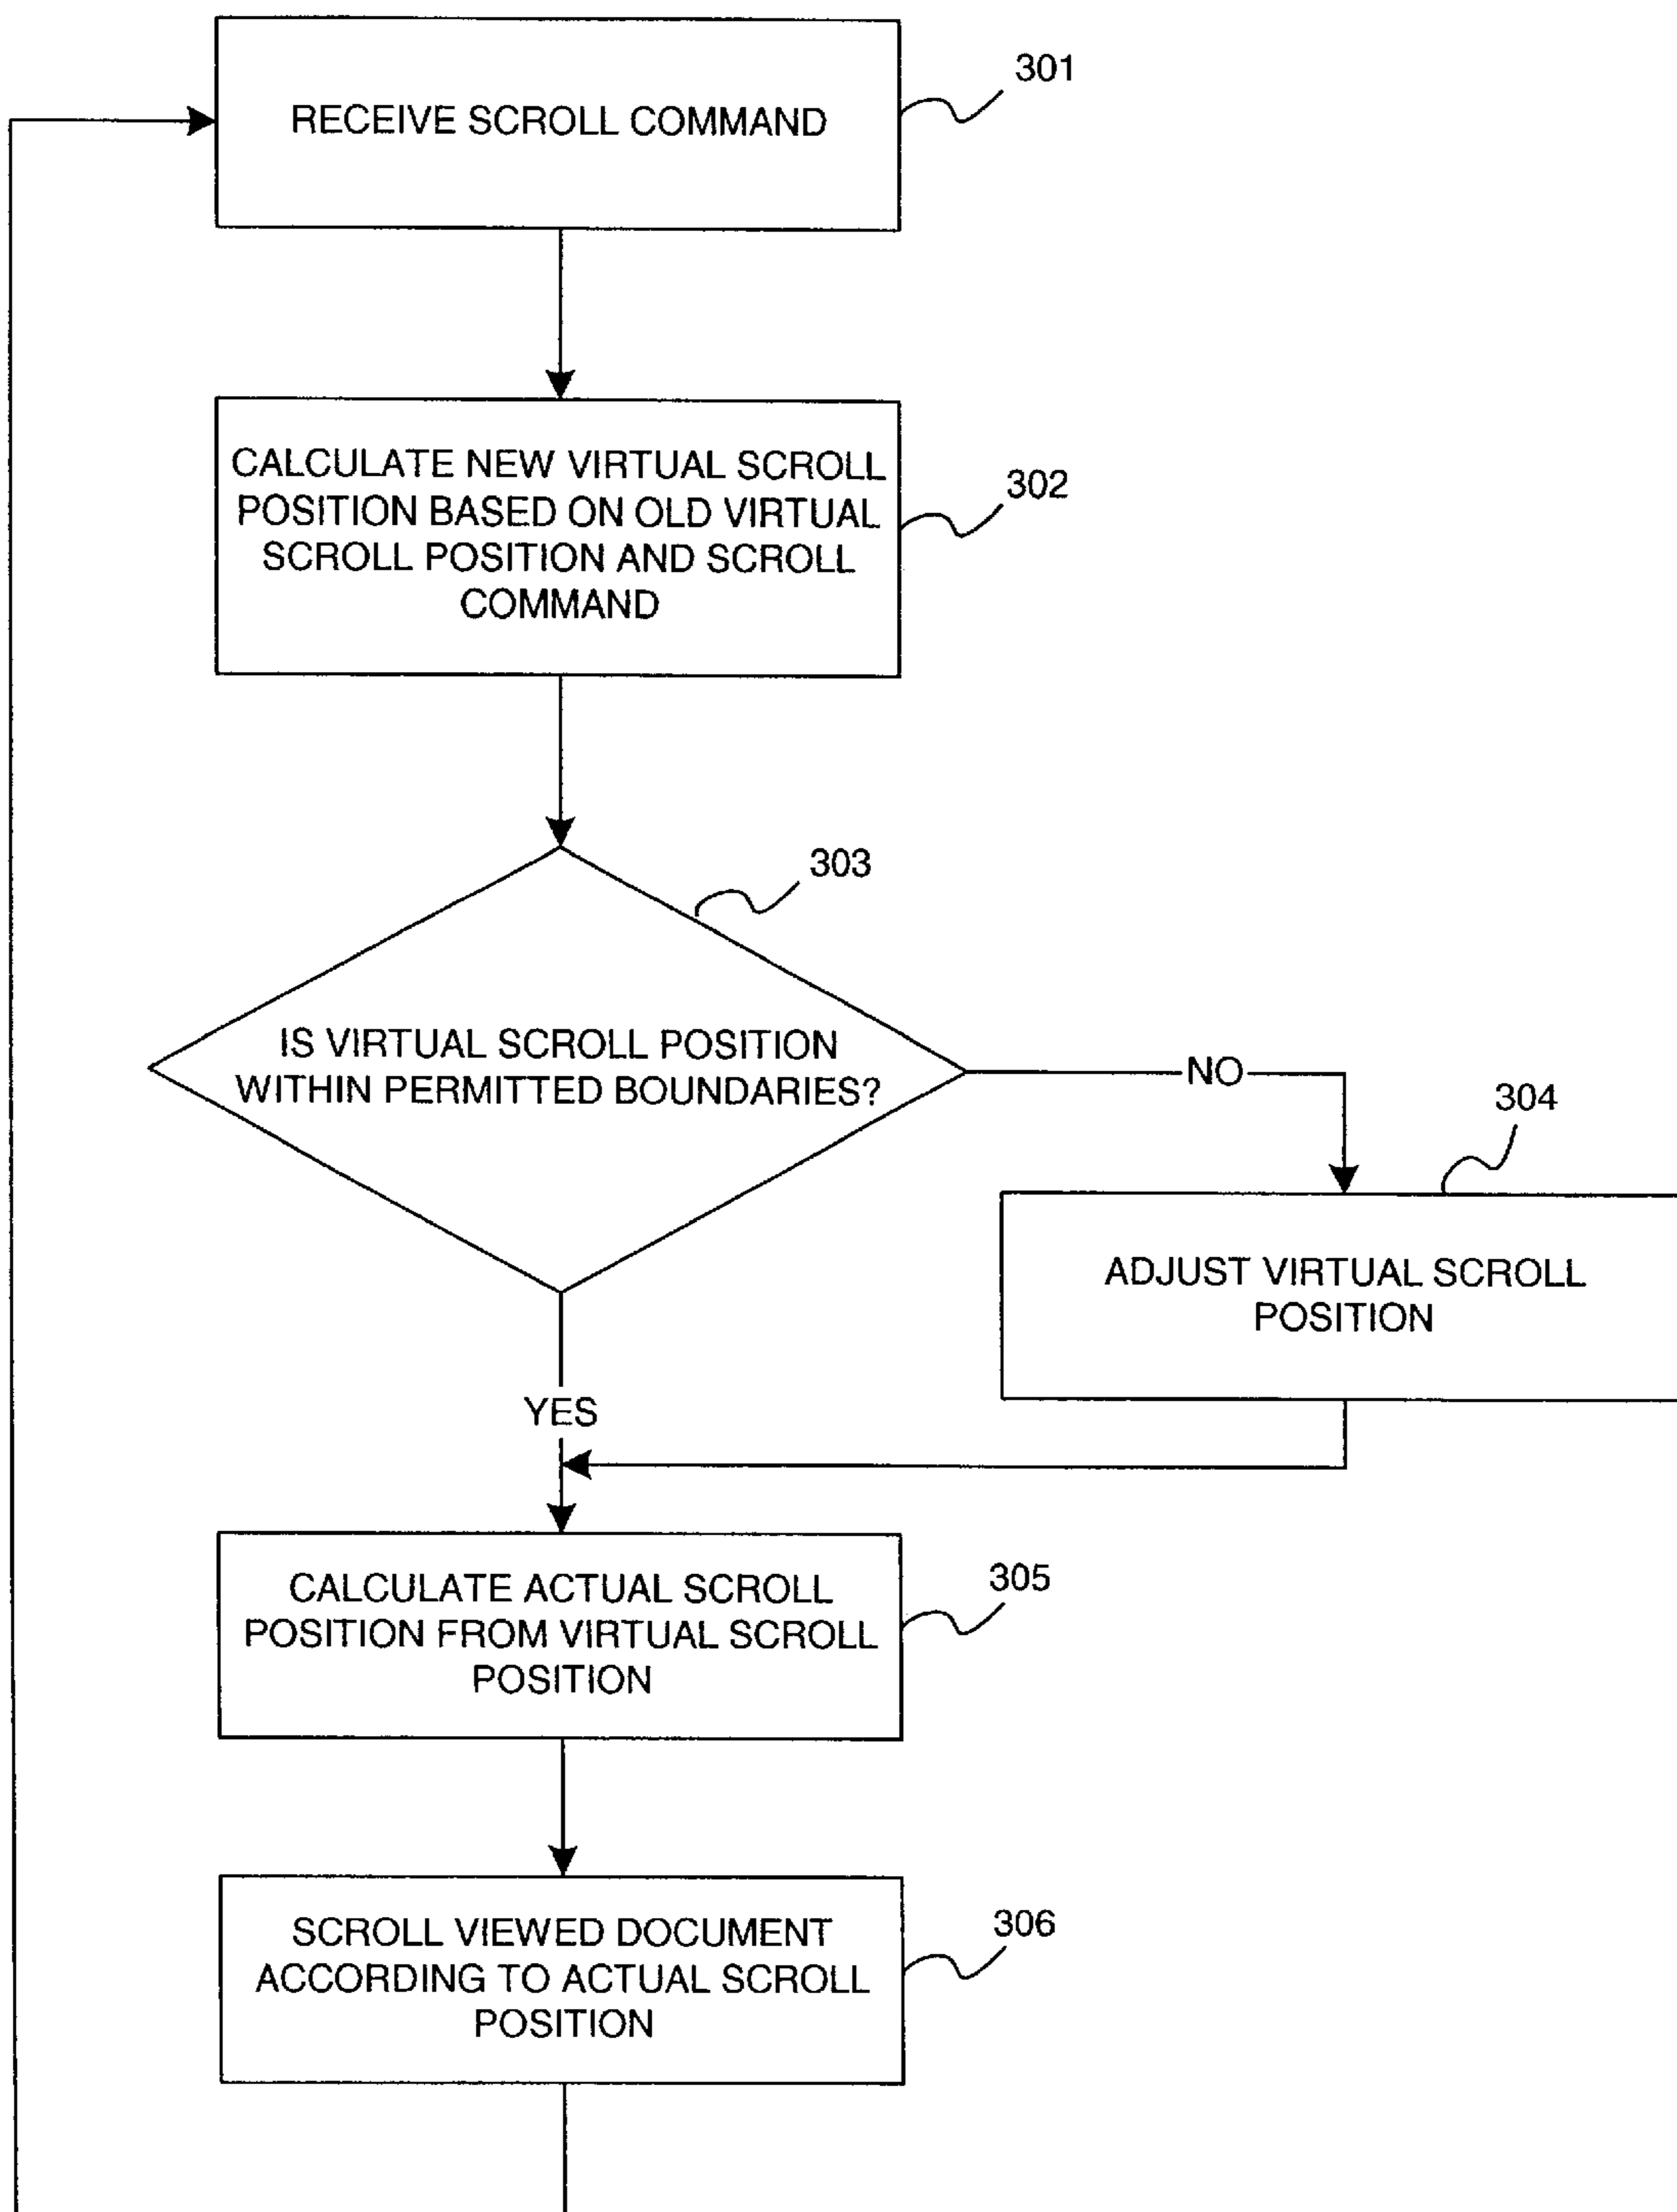 301
RECEIVE SCROLL COMMAND
302
CALCULATE NEW VIRTUAL SCROLL
POSITION BASED ON OLD VIRTUAL
SCROLL POSITION AND SCROLL
COMMAND
303
IS VIRTUAL SCROLL POSITION
WITHIN PERMITTED BOUNDARIES?
NO
304
ADJUST VIRTUAL SCROLL
POSITION
YES
305
CALCULATE ACTUAL SCROLL
POSITION FROM VIRTUAL SCROLL
POSITION
306
SCROLL VIEWED DOCUMENT
ACCORDING TO ACTUAL SCROLL
POSITION